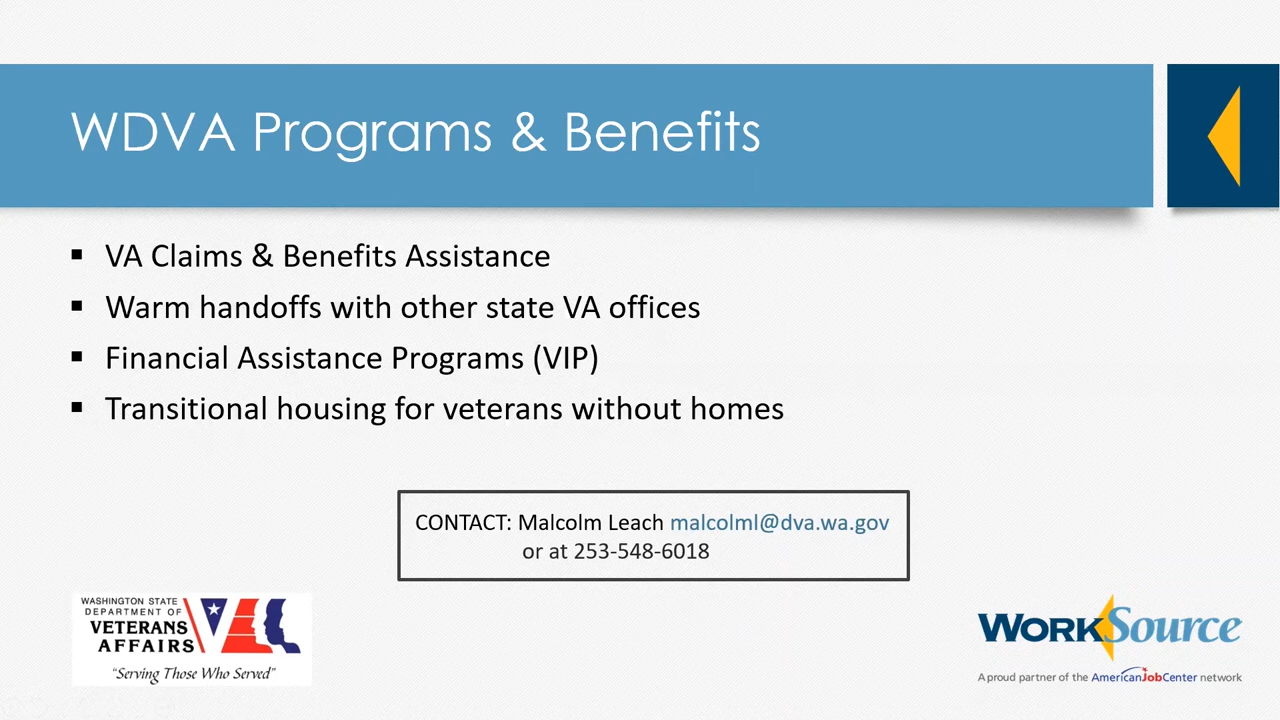 WDVA Programs & Benefits
▪ VA Claims & Benefits Assistance
▪ Warm handoffs with other state VA offices
▪ Financial Assistance Programs (VIP)
▪ Transitional housing for veterans without homes
CONTACT: Malcolm Leach malcolml@dva.wa.gov
or at 253-548-6018
WASHINGTON STATE
DEPARTMENT OF
VETERANS
AFFAIRS
"Serving Those Who Served"
WORKSource
A proud partner of the AmericanJobCenter network